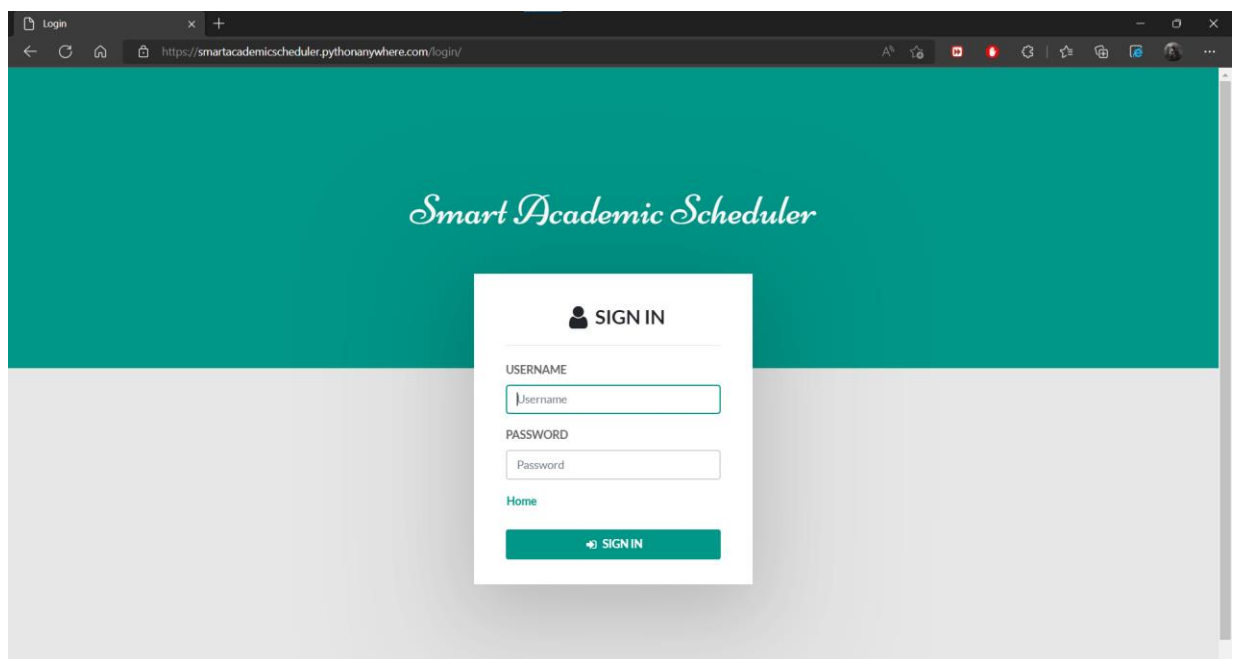 Login
https://smartacademicscheduler.pythonanywhere.com/login/
Smart Academic Scheduler
SIGN IN
USERNAME
Username
PASSWORD
Password
Home
SIGN IN